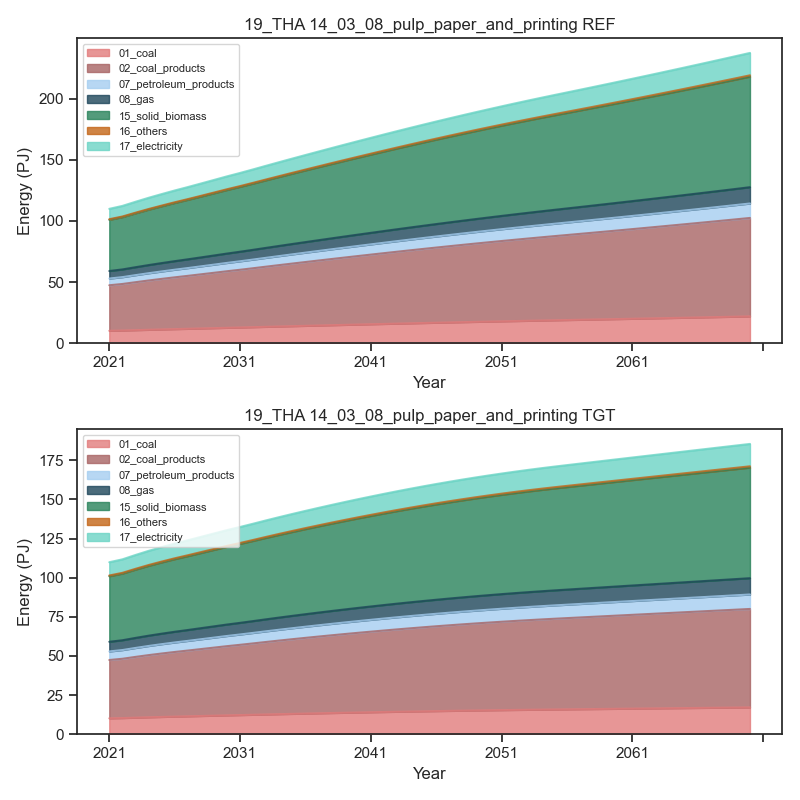 19_THA 14_03_08_pulp_paper_and_printing REF
01_coal
02_coal_products
07_petroleum_products
08_gas
15_solid_biomass
16_others
17_electricity
Energy (PJ)
200
150
100
50
0
2021 2031 2041 2051 2061
Year
19_THA 14_03_08_pulp_paper_and_printing TGT
01_coal
02_coal_products
07_petroleum_products
08_gas
15_solid_biomass
16_others
17_electricity
Energy (PJ)
175
150
125
100
75
50
25
0
2021 2031 2041 2051 2061
Year